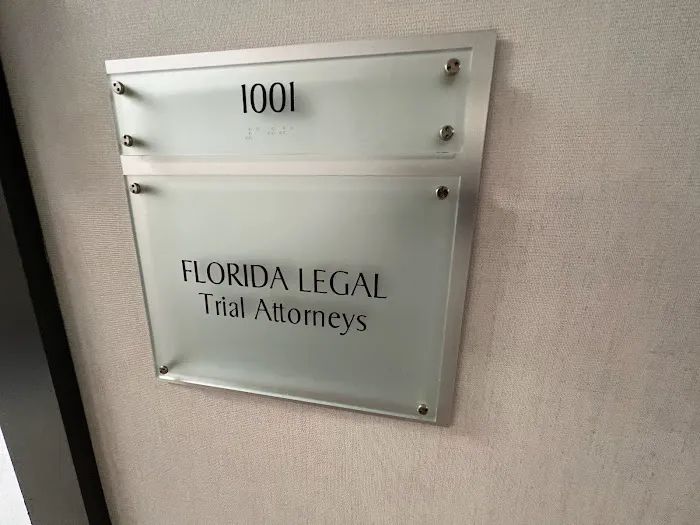 1001
FLORIDA LEGAL
Trial Attorneys